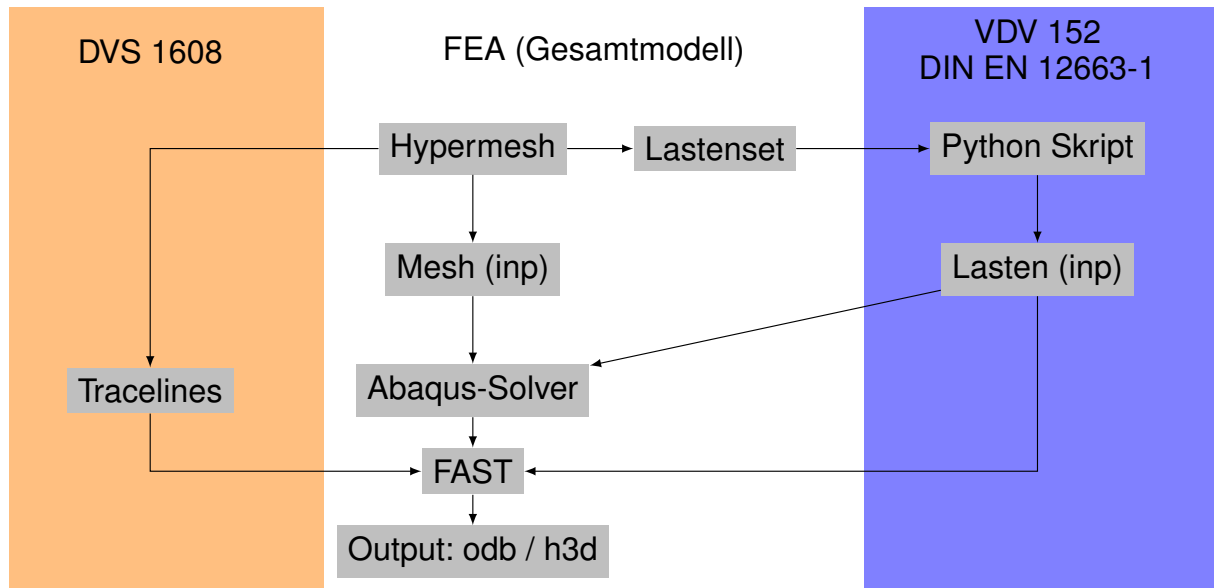 DVS 1608
FEA (Gesamtmodell)
VDV 152
DIN EN 12663-1
Hypermesh
Lastenset
Python Skript
Mesh (inp)
Lasten (inp)
Tracelines
Abaqus-Solver
FAST
Output: odb / h3d